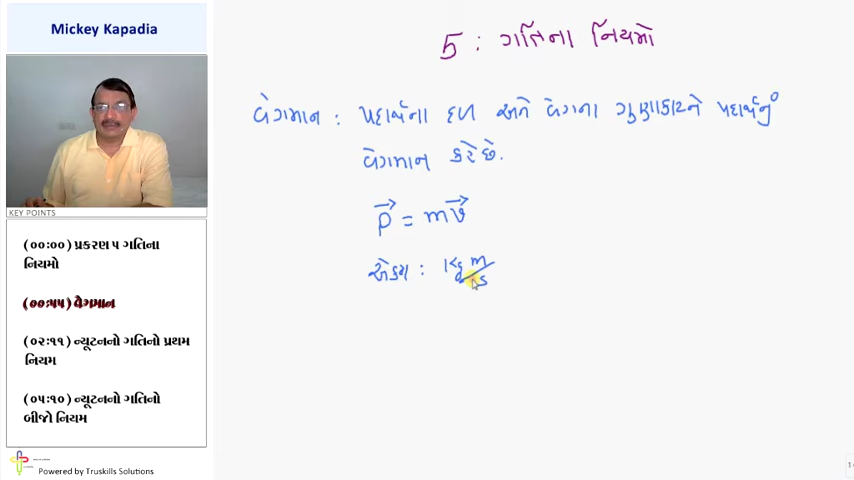 Mickey Kapadia
5 : ગતિના નિયમો
વેગમાન : પદાર્થના દળ અને વેગના ગુણાકારને પદાર્થનું
વેગમાન કહે છે.
p⃗ = mv⃗
એકમ : kg m/s
KEY POINTS
(૦૦:૦૦) પ્રકરણ ૫ ગતિના
નિયમો
(૦૦:૫૫) વેગમાન
(૦૨:૧૧) ન્યૂટનનો ગતિનો પ્રથમ
નિયમ
(૦૫:૧૦) ન્યૂટનનો ગતિનો
બીજો નિયમ
Powered by Truskills Solutions